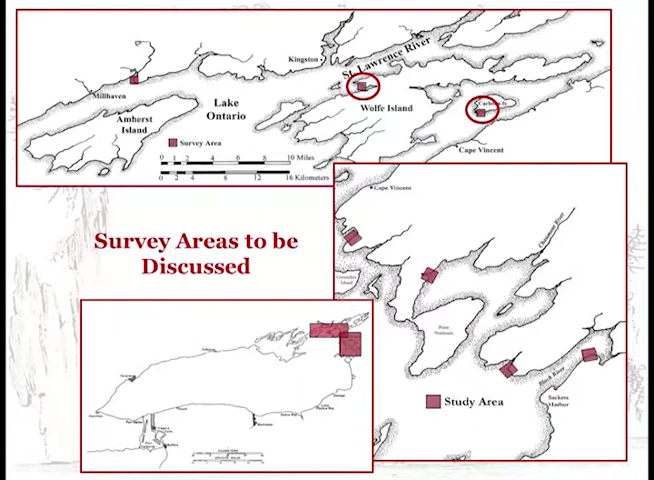 Kingston
St. Lawrence River
Millhaven
Amherst
Island
Lake
Ontario
Wolfe Island
Carleton Is.
Cape Vincent
Survey Area
0 1 2 4 6 8 10 Miles
0 2 4 8 12 16 Kilometers
Cape Vincent
Chaumont River
Grenadier
Island
Point
Peninsula
Black River
Sackets
Harbor
Study Area
Survey Areas to be
Discussed